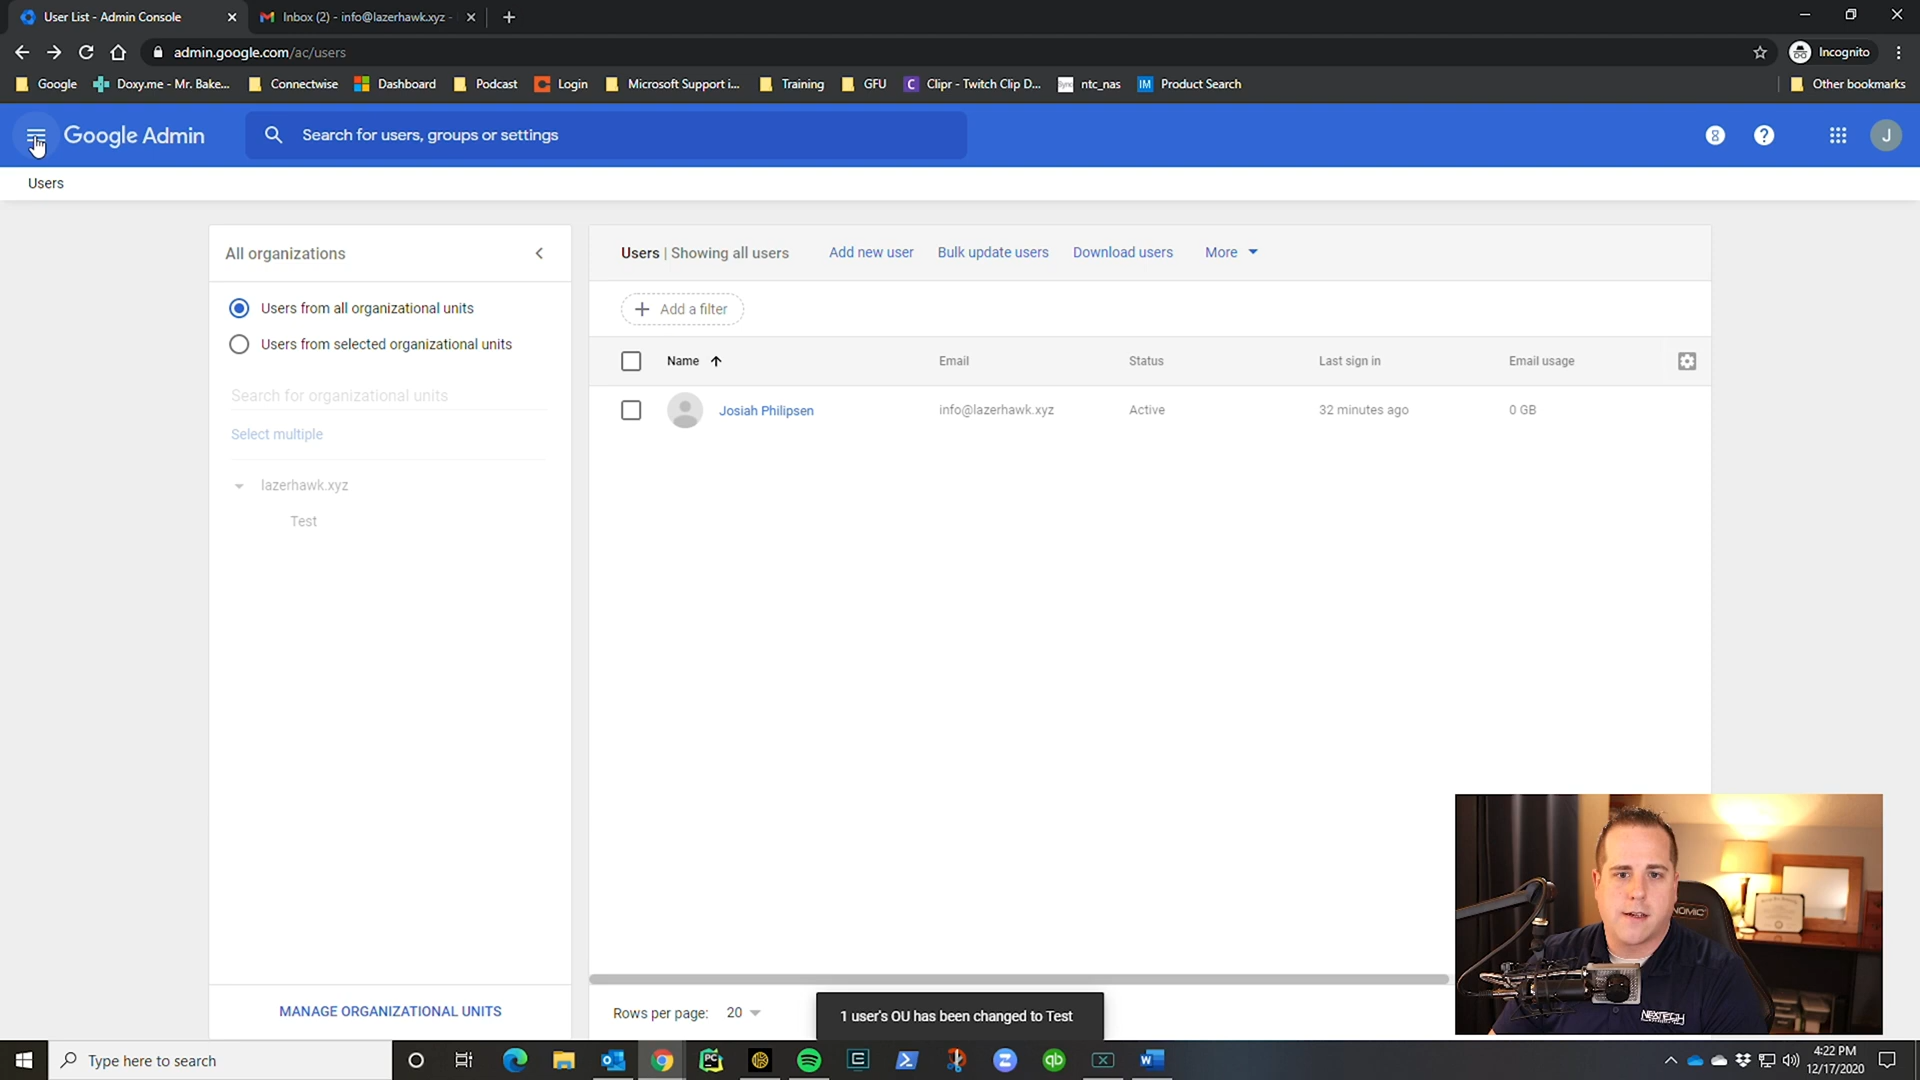 User List - Admin Console
Inbox (2) - info@lazerhawk.xyz -
admin.google.com/ac/users
Incognito
Google
Doxy.me - Mr. Bake...
Connectwise
Dashboard
Podcast
Login
Microsoft Support i...
Training
GFU
C Clipr - Twitch Clip D...
ntc_nas
IM Product Search
Other bookmarks
Google Admin
Search for users, groups or settings
J
Users
All organizations
Users from all organizational units
Users from selected organizational units
Search for organizational units
Select multiple
lazerhawk.xyz
Test
MANAGE ORGANIZATIONAL UNITS
Users | Showing all users
Add new user
Bulk update users
Download users
More
Add a filter
Name Email Status Last sign in Email usage
Josiah Philipsen info@lazerhawk.xyz Active 32 minutes ago 0 GB
Rows per page: 20
1 user's OU has been changed to Test
NEXTECH
Type here to search
4:22 PM
12/17/2020